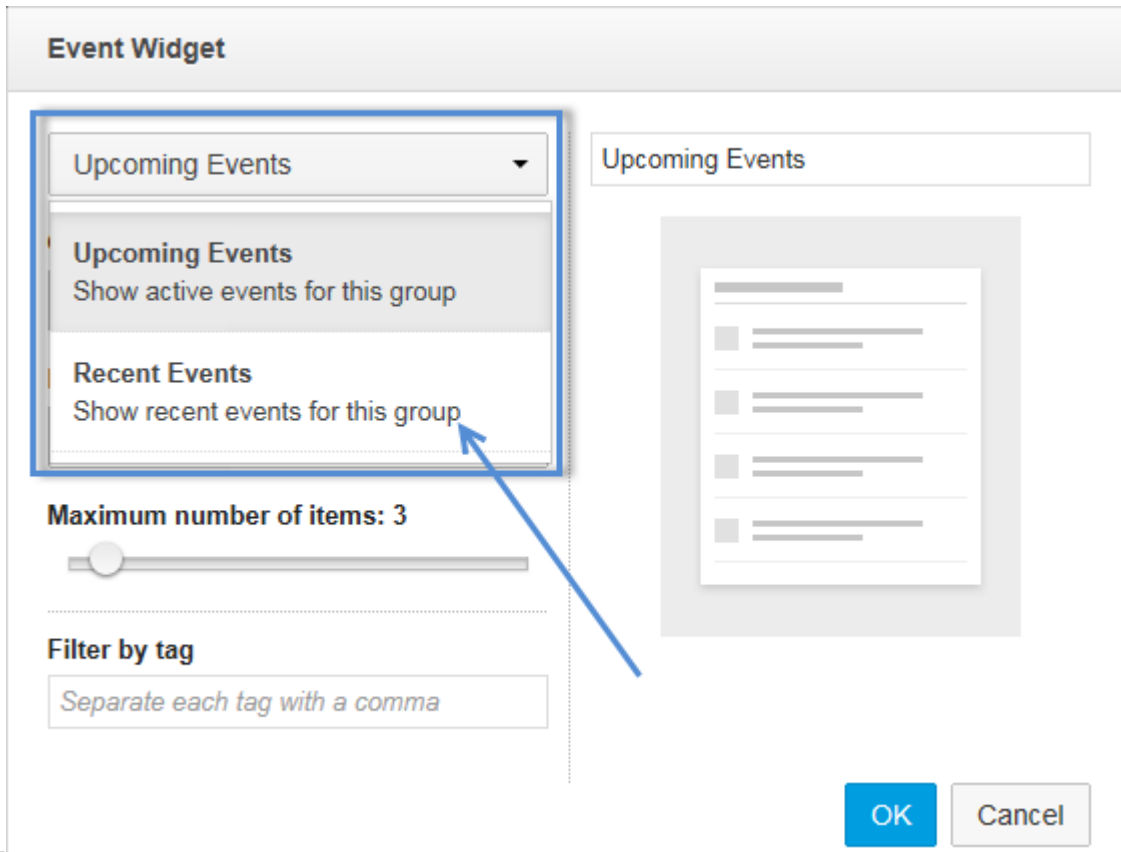 Event Widget
Upcoming Events
Upcoming Events
Show active events for this group
Recent Events
Show recent events for this group
Maximum number of items: 3
Filter by tag
Separate each tag with a comma
Upcoming Events
OK
Cancel